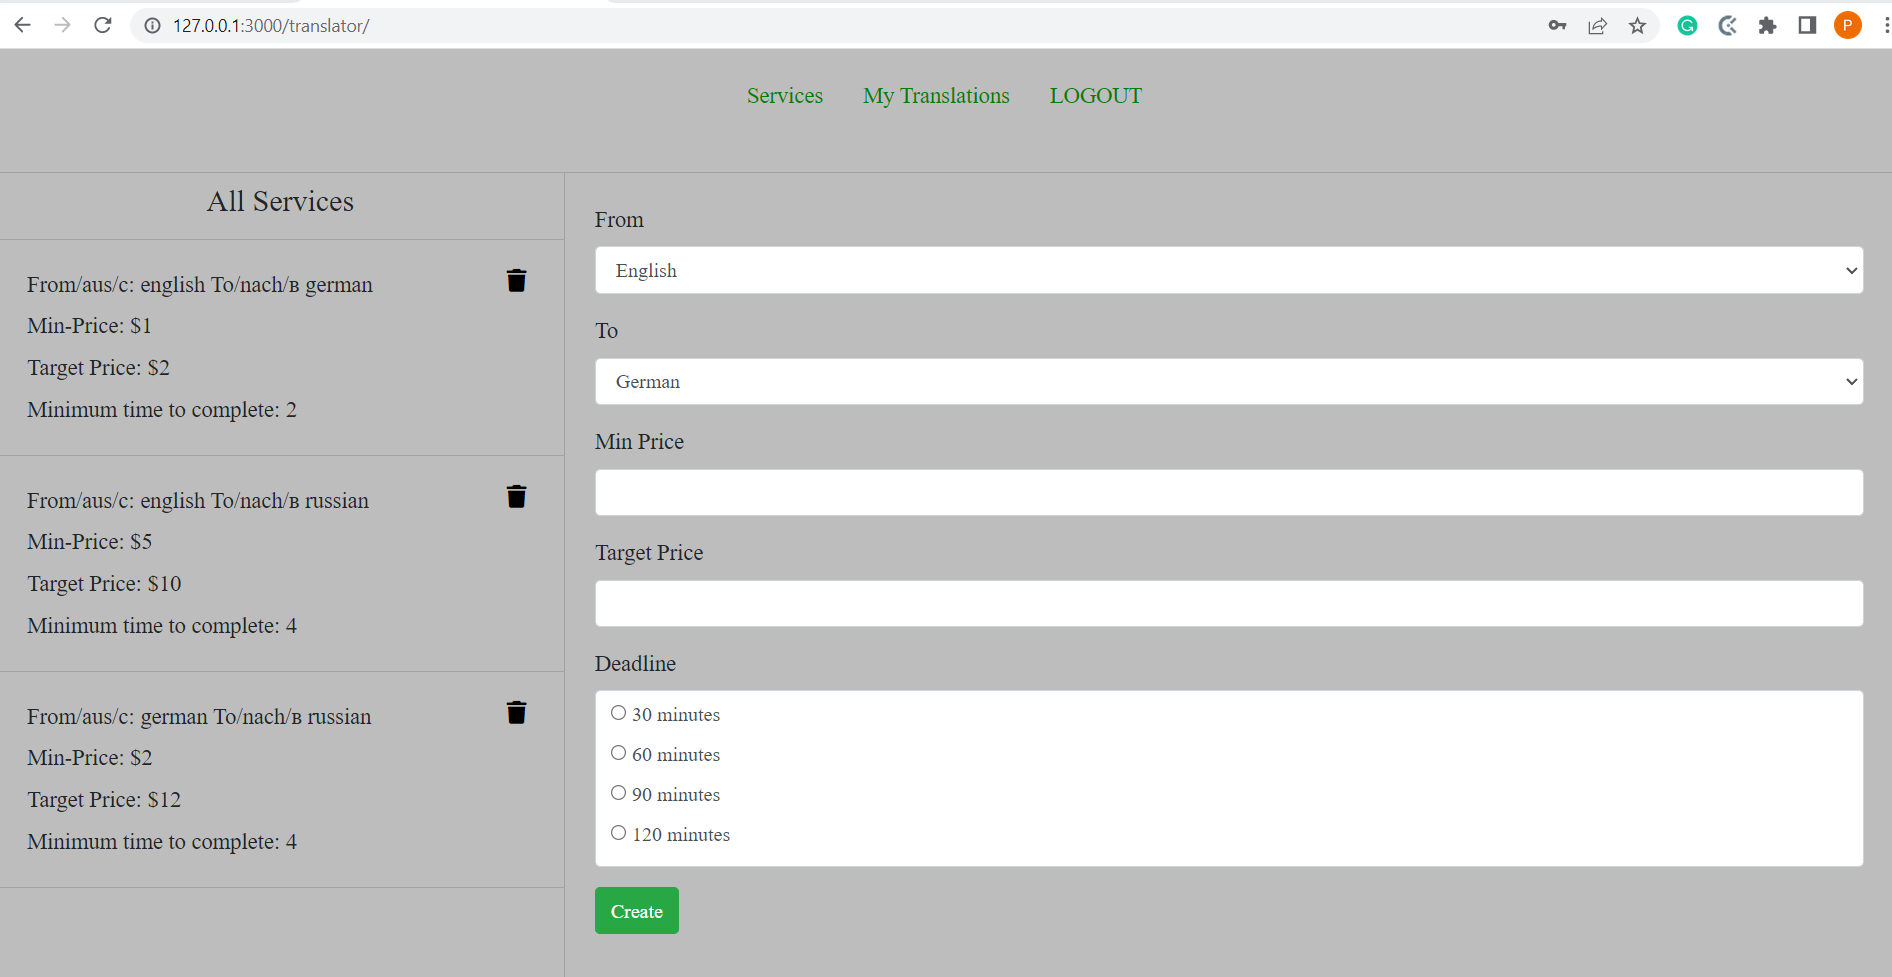 127.0.0.1:3000/translator/
P
Services My Translations LOGOUT
All Services
From/aus/с: english To/nach/в german
Min-Price: $1
Target Price: $2
Minimum time to complete: 2
From/aus/с: english To/nach/в russian
Min-Price: $5
Target Price: $10
Minimum time to complete: 4
From/aus/с: german To/nach/в russian
Min-Price: $2
Target Price: $12
Minimum time to complete: 4
From
English
To
German
Min Price
Target Price
Deadline
30 minutes
60 minutes
90 minutes
120 minutes
Create